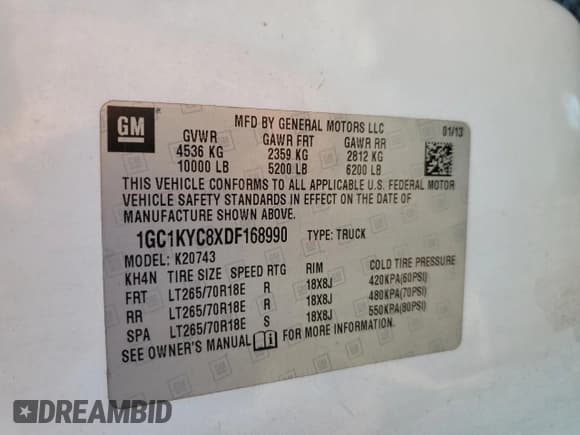 GM
MFD BY GENERAL MOTORS LLC 01/13
GVWR GAWR FRT GAWR RR
4536 KG 2359 KG 2812 KG
10000 LB 5200 LB 6200 LB
THIS VEHICLE CONFORMS TO ALL APPLICABLE U.S. FEDERAL MOTOR
VEHICLE SAFETY STANDARDS IN EFFECT ON THE DATE OF
MANUFACTURE SHOWN ABOVE.
1GC1KYC8XDF168990 TYPE: TRUCK
MODEL: K20743
KH4N TIRE SIZE SPEED RTG RIM COLD TIRE PRESSURE
FRT LT265/70R18E R 18X8J 420KPA(60PSI)
RR LT265/70R18E R 18X8J 480KPA(70PSI)
SPA LT265/70R18E S 18X8J 550KPA(80PSI)
SEE OWNER'S MANUAL FOR MORE INFORMATION.
DREAMBID